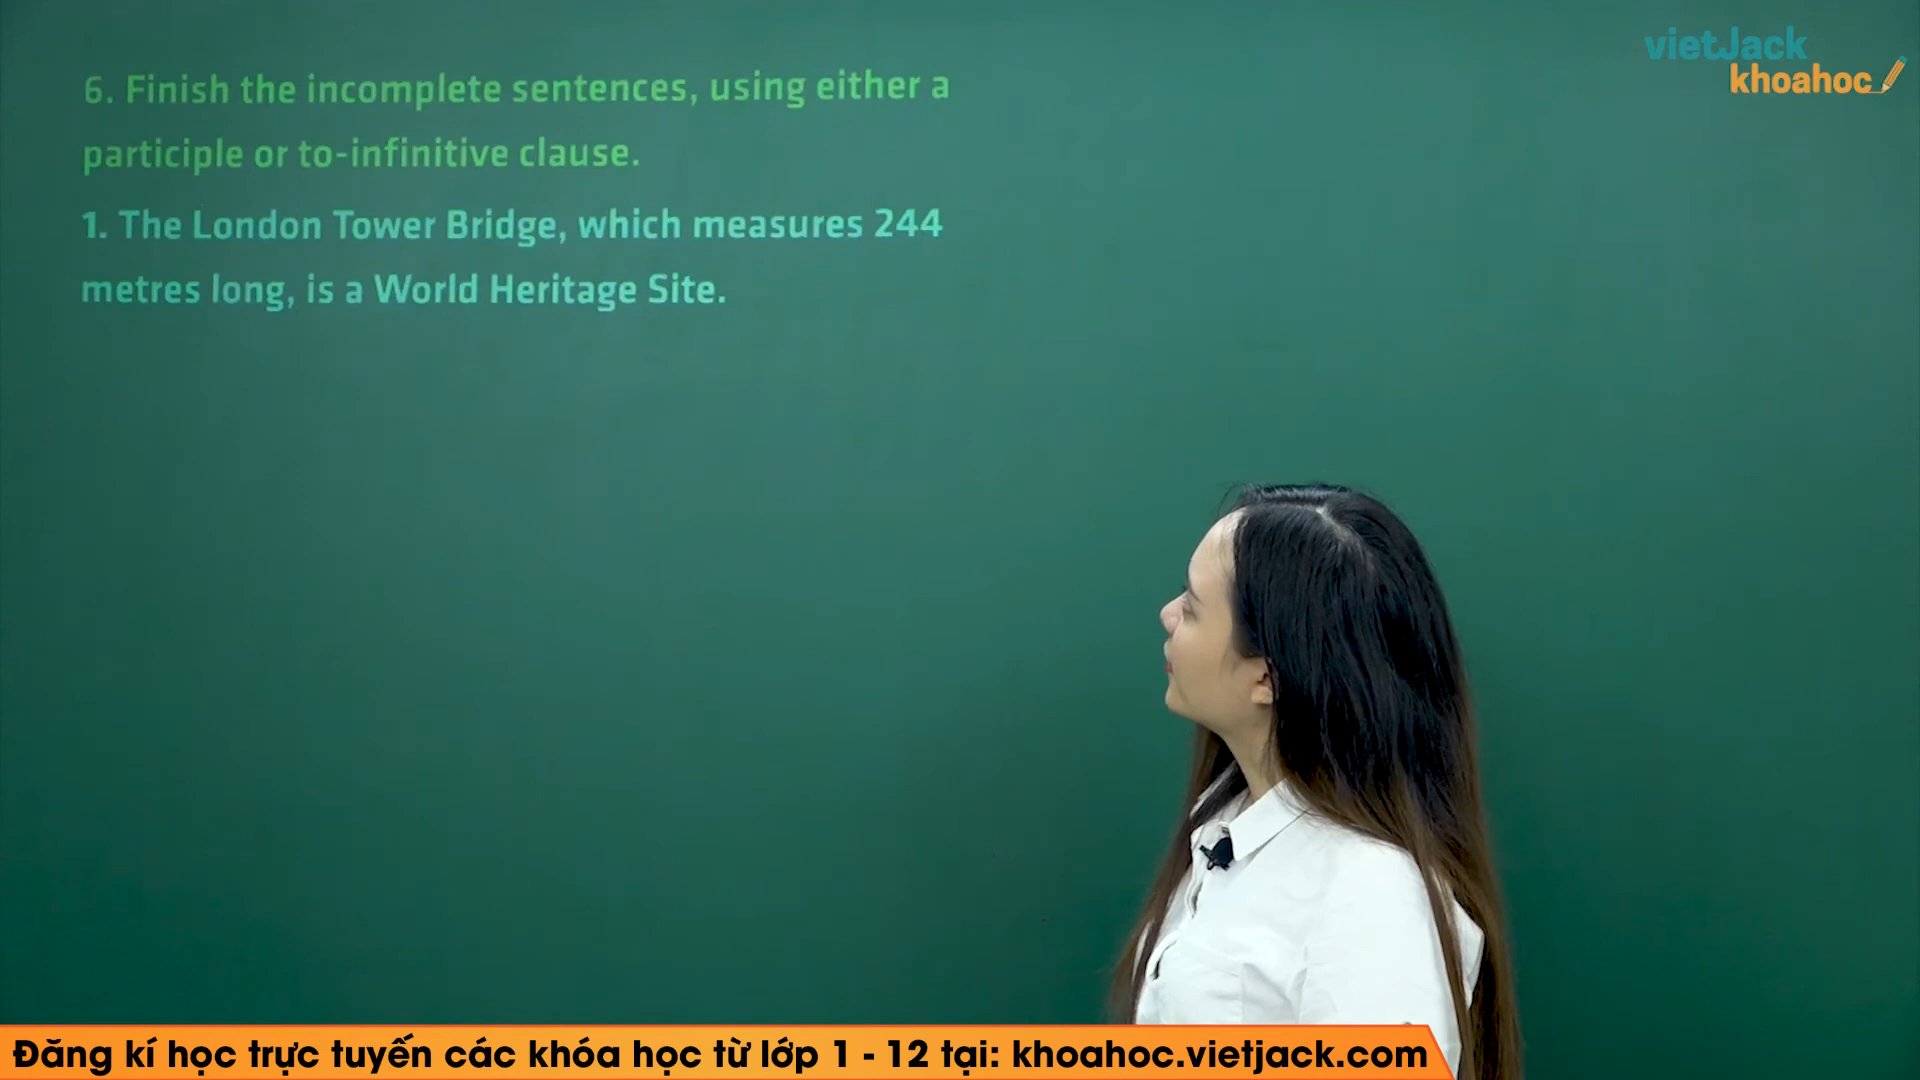 vietJack
khoahoc
6. Finish the incomplete sentences, using either a
participle or to-infinitive clause.
1. The London Tower Bridge, which measures 244
metres long, is a World Heritage Site.
Đăng kí học trực tuyến các khóa học từ lớp 1 - 12 tại: khoahoc.vietjack.com